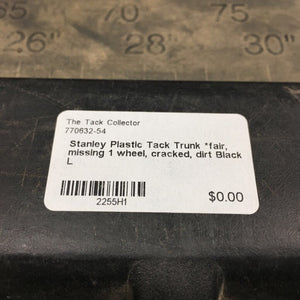 65 70 75
26" 28" 30"
The Tack Collector
770632-54
Stanley Plastic Tack Trunk *fair,
missing 1 wheel, cracked, dirt Black
L
2255H1
$0.00